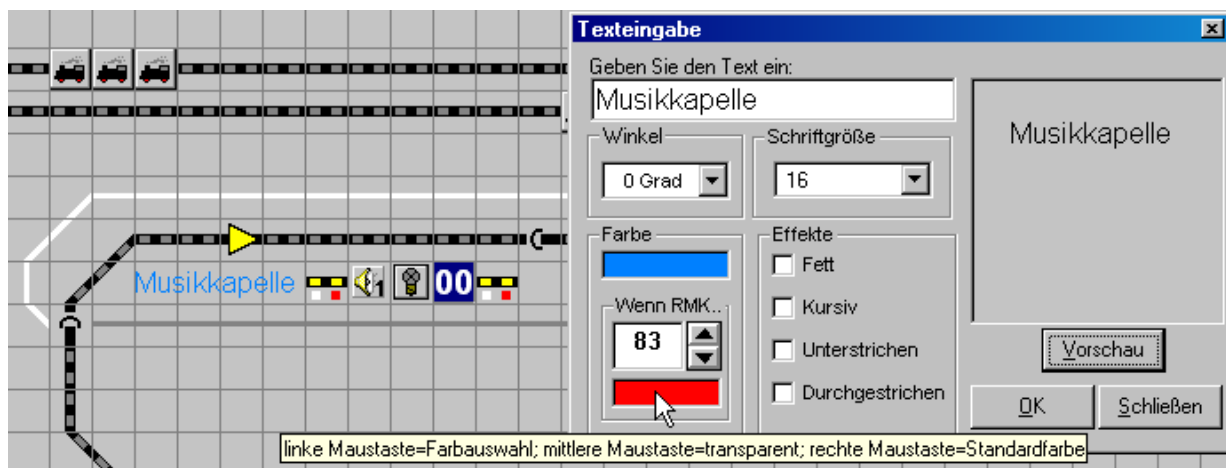 Texteingabe
Geben Sie den Text ein:
Musikkapelle
Musikkapelle
Winkel
Schriftgröße
0 Grad
16
Farbe
Effekte
Fett
Wenn RMK..
Kursiv
83
Unterstrichen
Durchgestrichen
Vorschau
OK
Schließen
Musikkapelle
1
00
linke Maustaste=Farbauswahl; mittlere Maustaste=transparent; rechte Maustaste=Standardfarbe